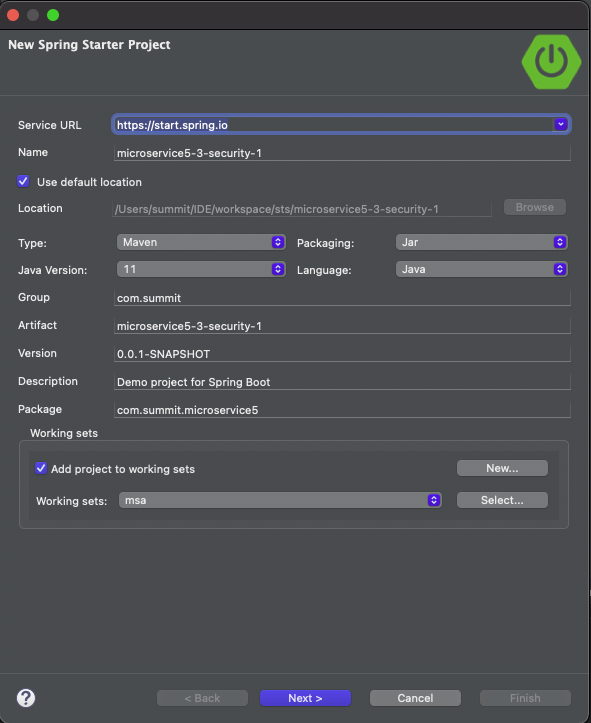 New Spring Starter Project
Service URL https://start.spring.io
Name microservice5-3-security-1
Use default location
Location /Users/summit/IDE/workspace/sts/microservice5-3-security-1 Browse
Type: Maven Packaging: Jar
Java Version: 11 Language: Java
Group com.summit
Artifact microservice5-3-security-1
Version 0.0.1-SNAPSHOT
Description Demo project for Spring Boot
Package com.summit.microservice5
Working sets
Add project to working sets New...
Working sets: msa Select...
? < Back Next > Cancel Finish